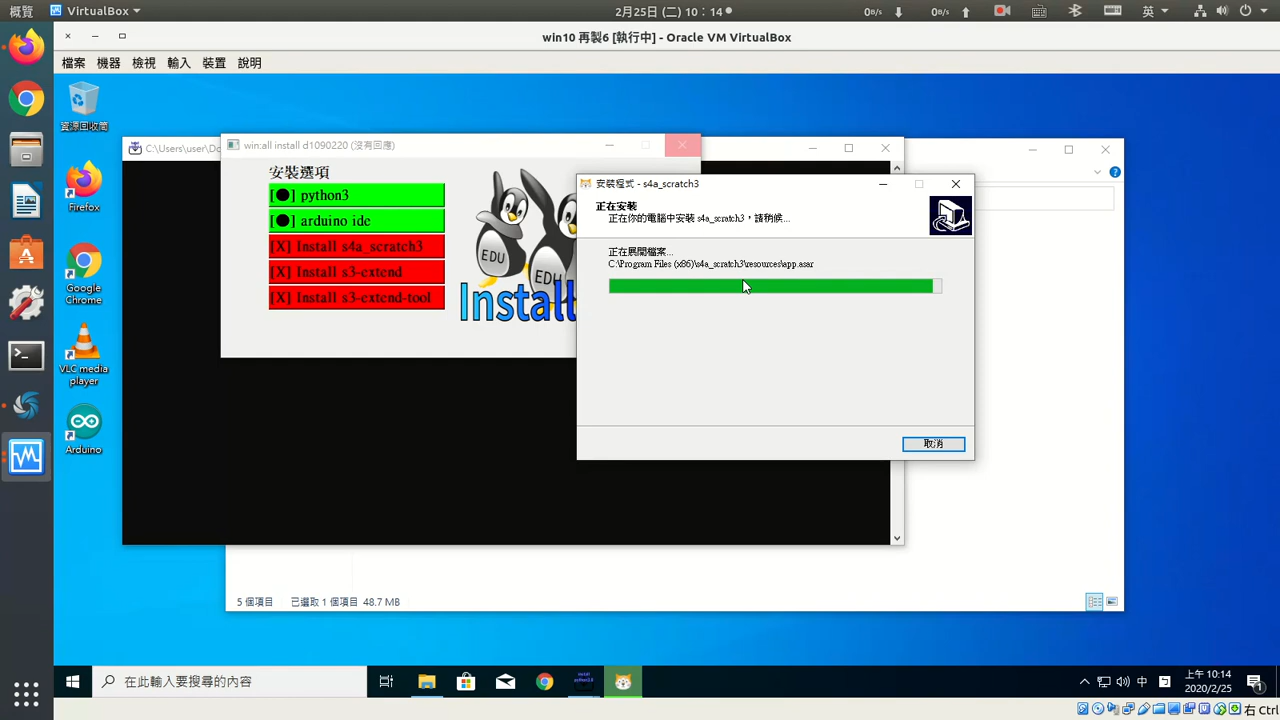 概覽
VirtualBox
2月25日 (二) 10：14
0B/s
0B/s
英
win10 再製6 [執行中] - Oracle VM VirtualBox
檔案 機器 檢視 輸入 裝置 說明
資源回收筒
Firefox
Google Chrome
VLC media player
Arduino
C:\Users\user\Do
win:all install d1090220 (沒有回應)
安裝選項
[●] python3
[●] arduino ide
[X] Install s4a_scratch3
[X] Install s3-extend
[X] Install s3-extend-tool
EDU
EDU
Install
安裝程式 - s4a_scratch3
正在安裝
正在你的電腦中安裝 s4a_scratch3，請稍候...
正在展開檔案...
C:\Program Files (x86)\s4a_scratch3\resources\app.asar
取消
5 個項目 已選取 1 個項目 48.7 MB
在此輸入要搜尋的內容
中
上午 10:14
2020/2/25
1
右 Ctrl